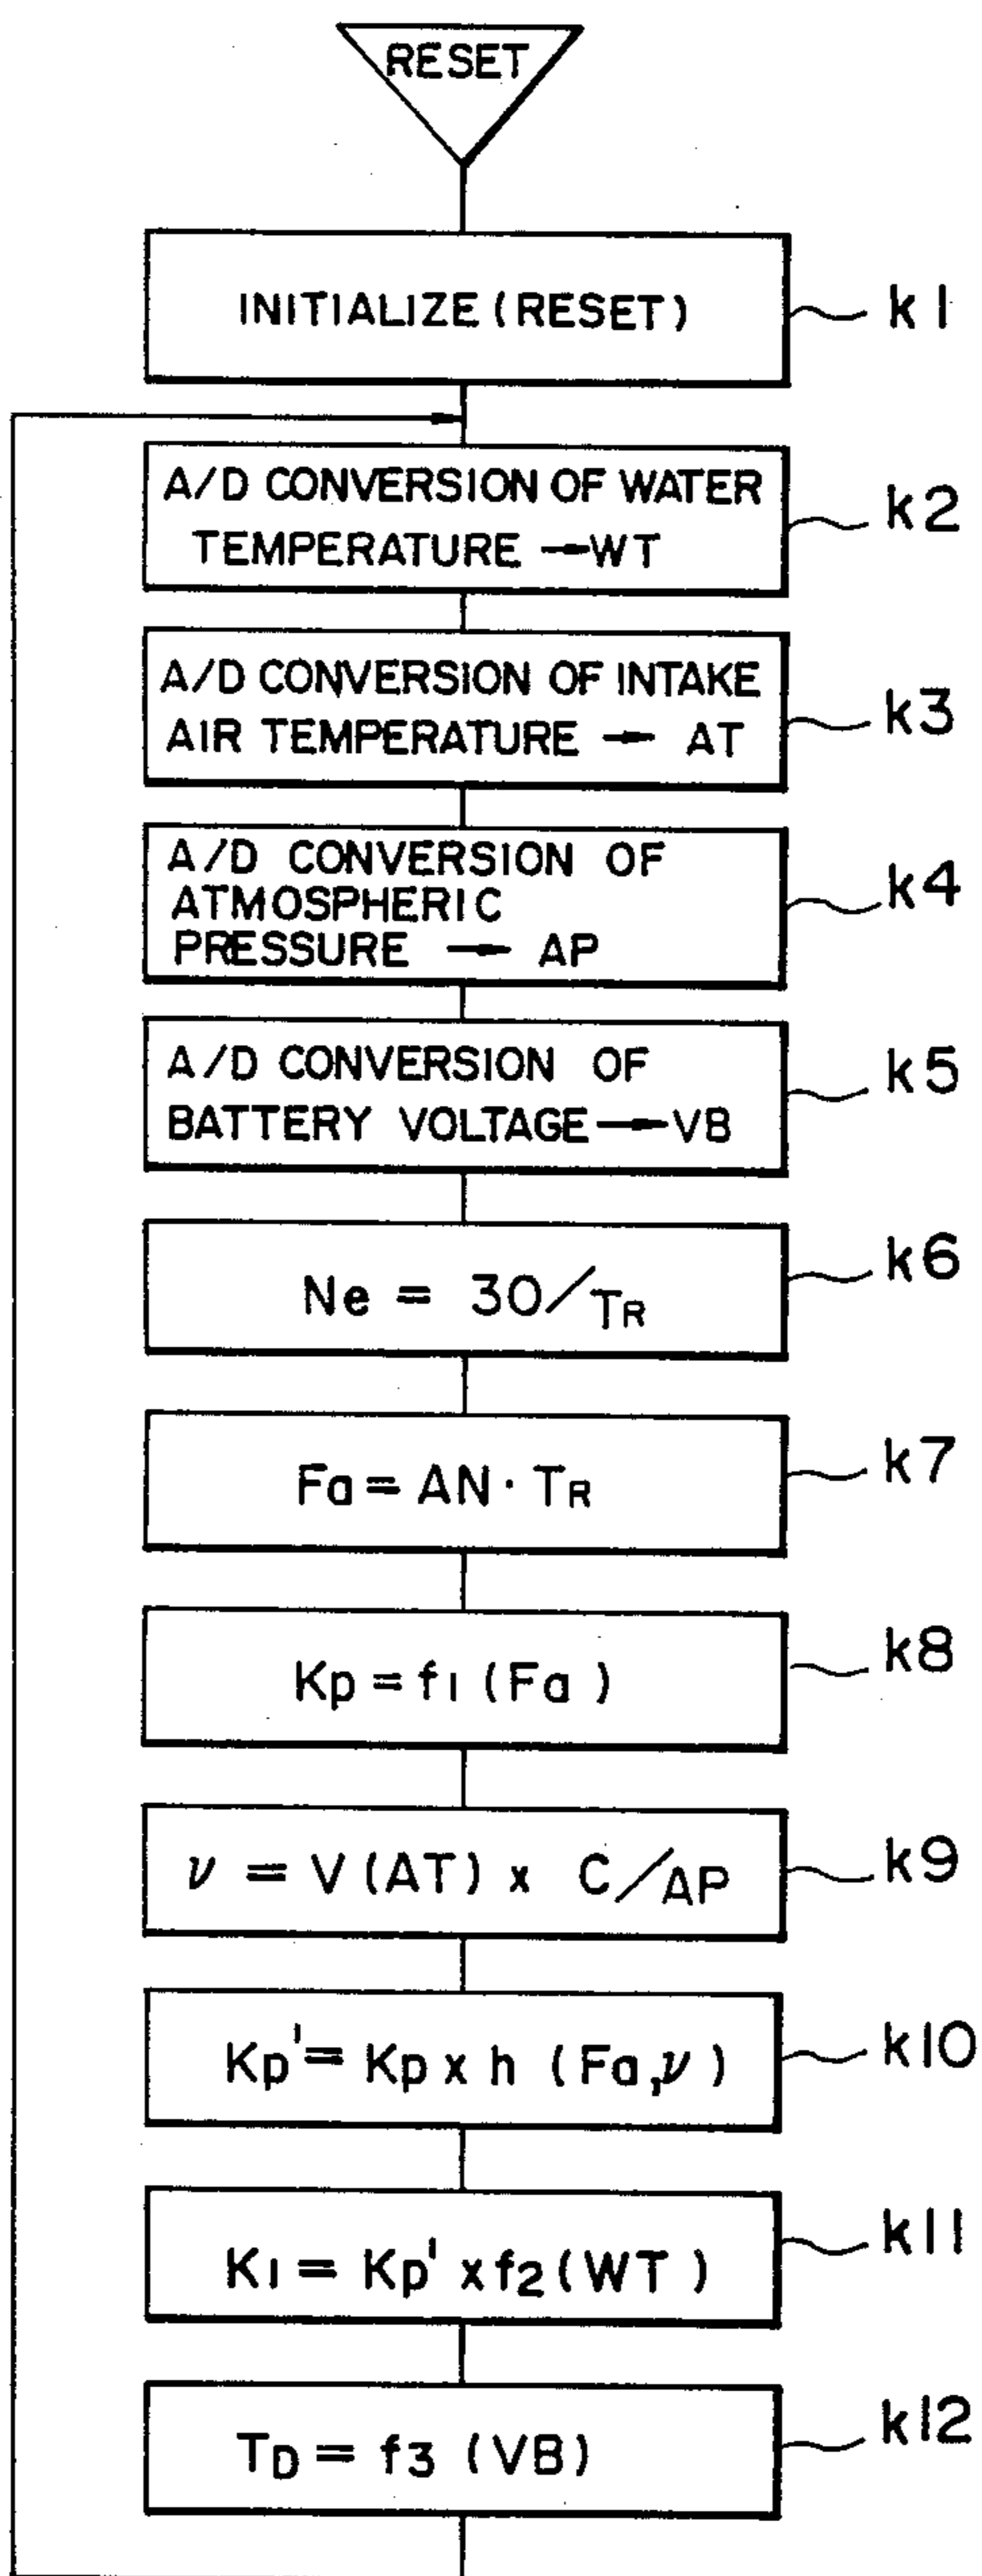 RESET
INITIALIZE (RESET)
k1
A/D CONVERSION OF WATER
TEMPERATURE → WT
k2
A/D CONVERSION OF INTAKE
AIR TEMPERATURE → AT
k3
A/D CONVERSION OF
ATMOSPHERIC
PRESSURE → AP
k4
A/D CONVERSION OF
BATTERY VOLTAGE → VB
k5
Ne = 30/TR
k6
Fa = AN · TR
k7
Kp = f1 (Fa)
k8
ν = V(AT) x C/AP
k9
Kp' = Kp x h (Fa,ν)
k10
K1 = Kp' x f2 (WT)
k11
TD = f3 (VB)
k12